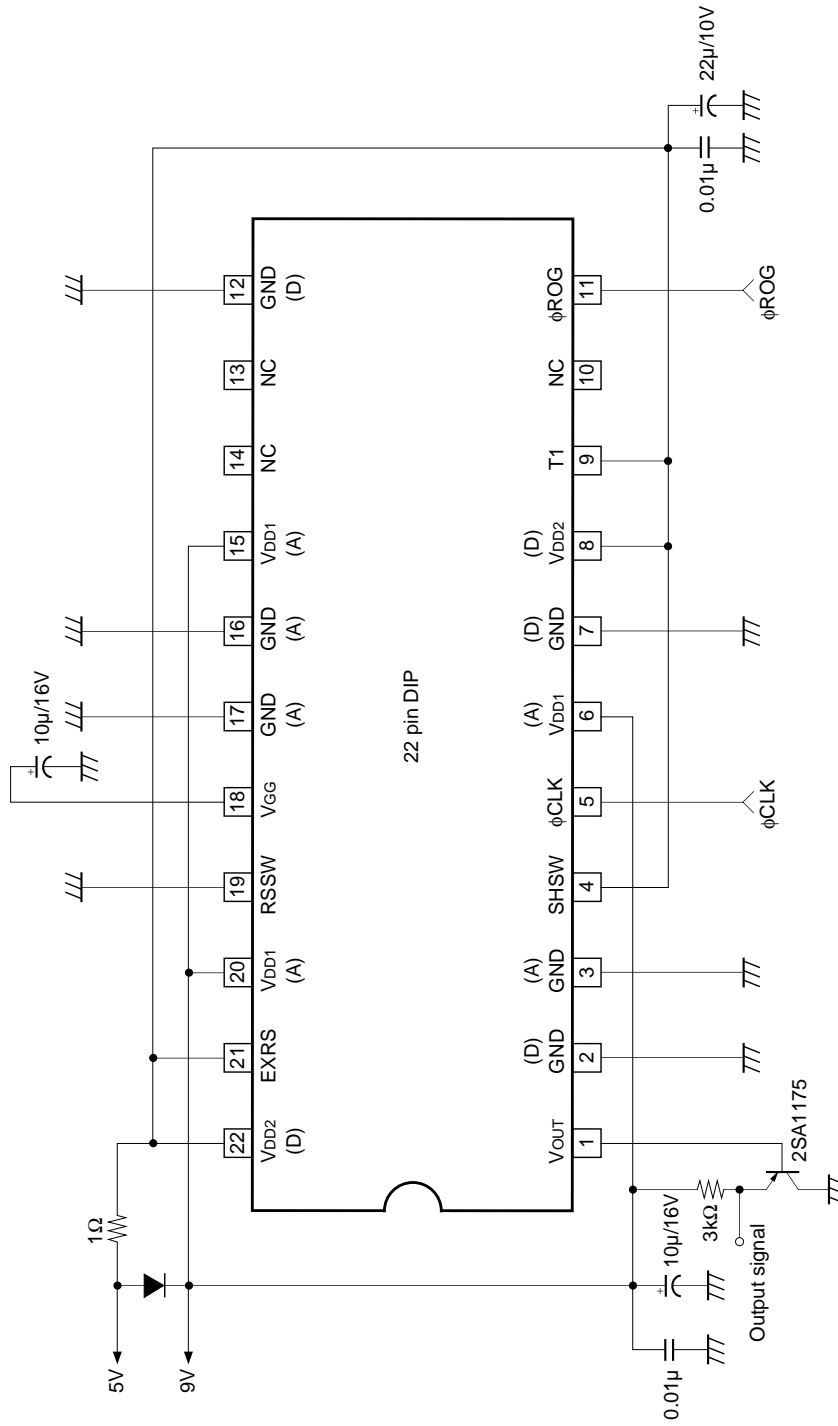 22µ/10V
0.01µ
12
GND
(D)
13
NC
14
NC
15
VDD1
(A)
16
GND
(A)
17
GND
(A)
10µ/16V
18
VGG
19
RSSW
20
VDD1
(A)
21
EXRS
22
VDD2
(D)
1Ω
5V
9V
22 pin DIP
ϕROG
11
ϕROG
NC
10
T1
9
(D)
VDD2
8
(D)
GND
7
(A)
VDD1
6
ϕCLK
5
ϕCLK
SHSW
4
(A)
GND
3
(D)
GND
2
VOUT
1
2SA1175
3kΩ
Output signal
10µ/16V
0.01µ